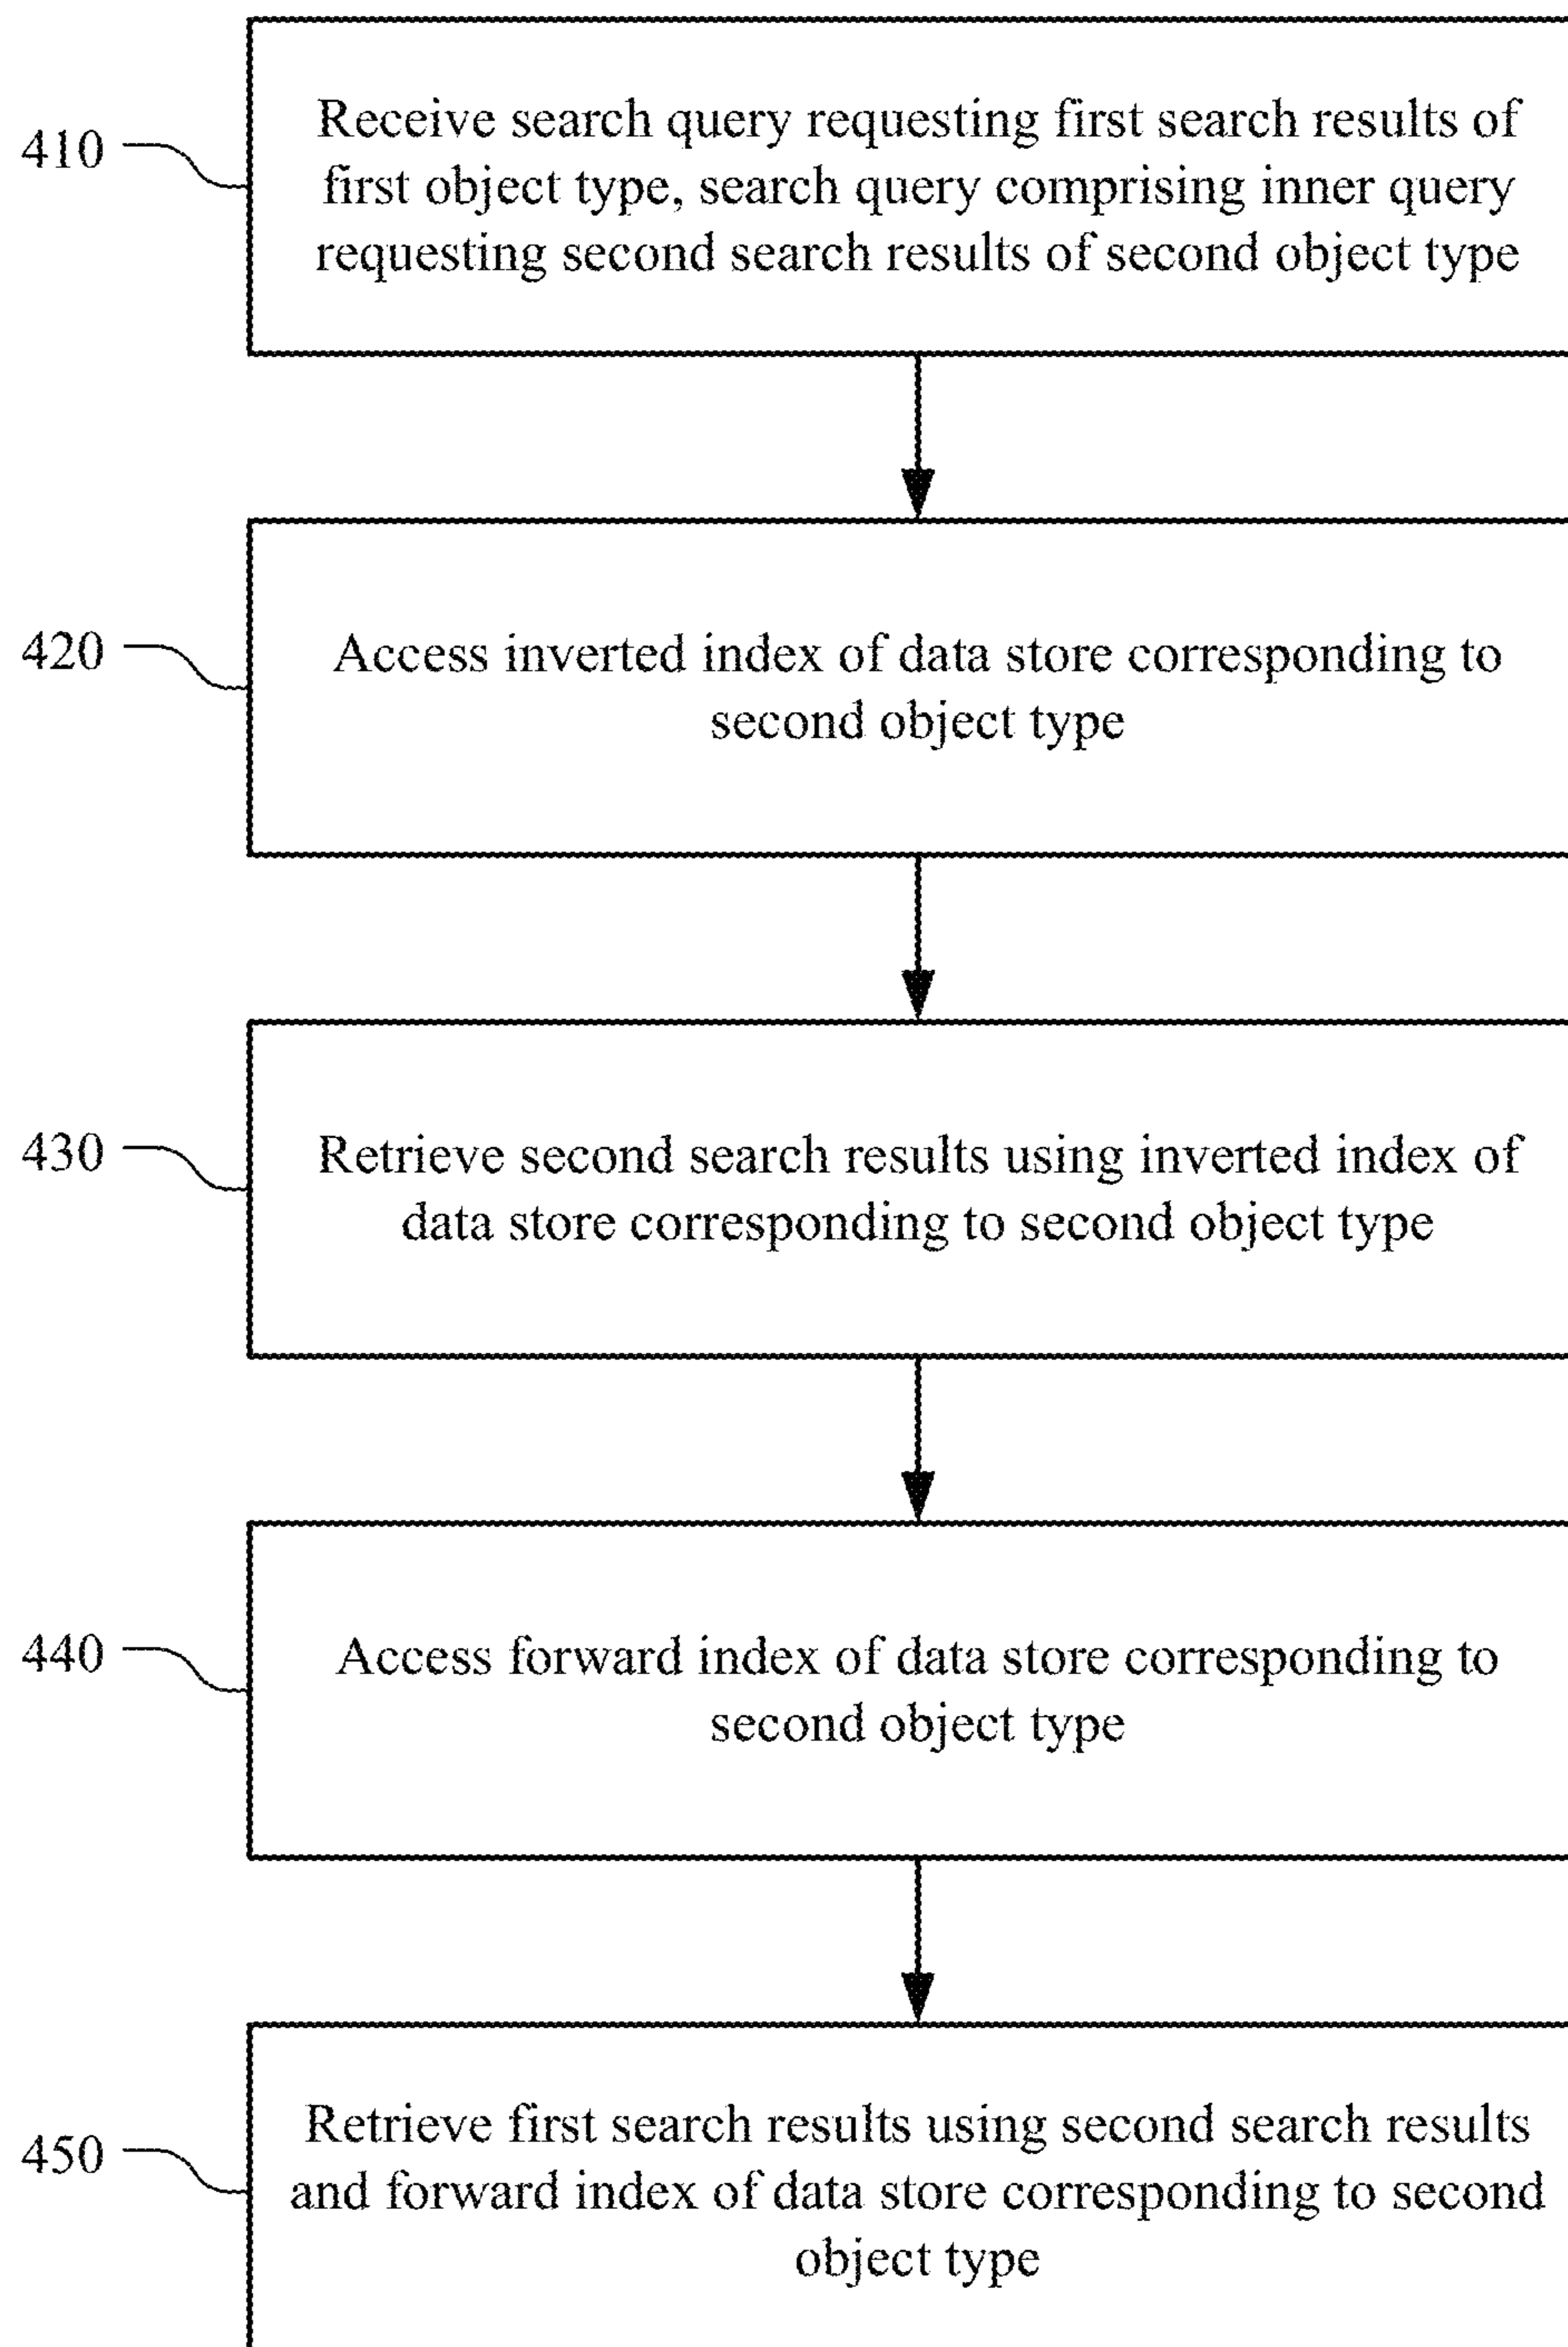 410
Receive search query requesting first search results of
first object type, search query comprising inner query
requesting second search results of second object type
420
Access inverted index of data store corresponding to
second object type
430
Retrieve second search results using inverted index of
data store corresponding to second object type
440
Access forward index of data store corresponding to
second object type
450
Retrieve first search results using second search results
and forward index of data store corresponding to second
object type